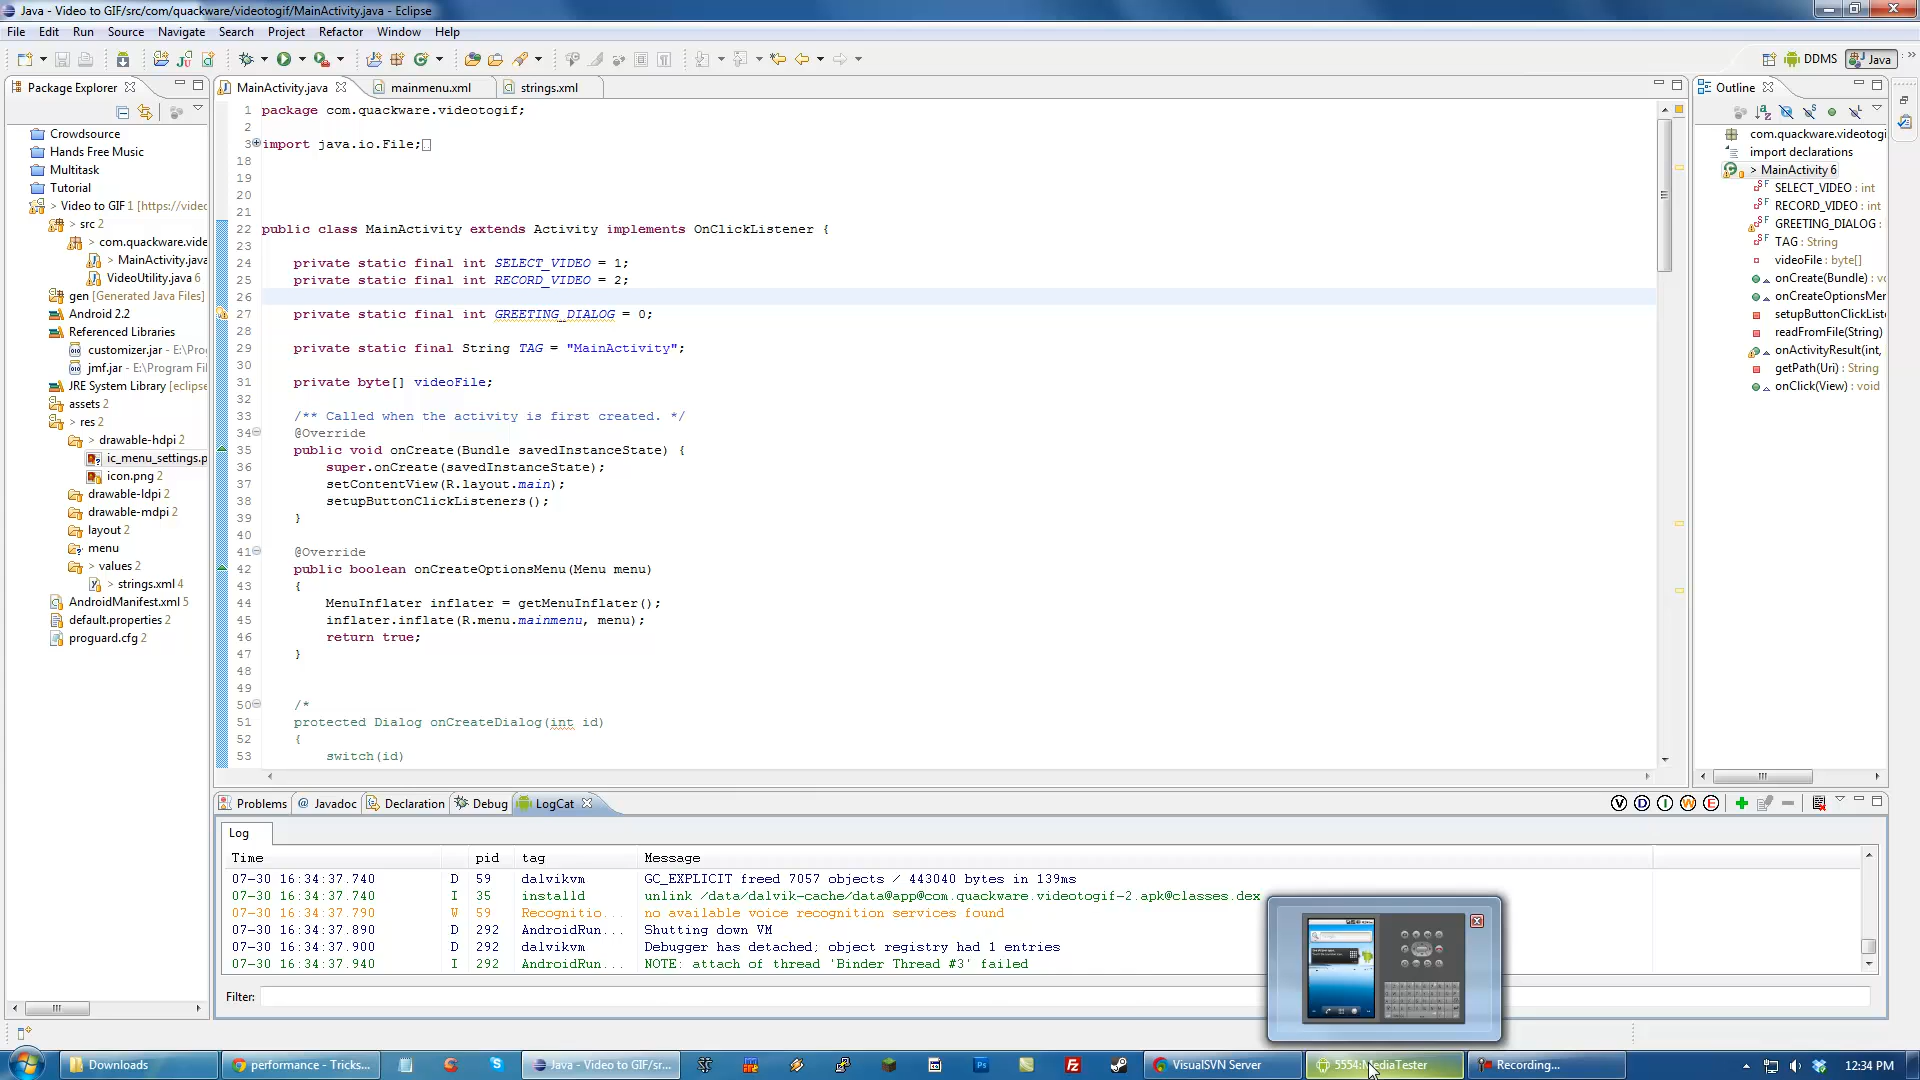 Java - Video to GIF/src/com/quackware/videotogif/MainActivity.java - Eclipse
File Edit Run Source Navigate Search Project Refactor Window Help
DDMS Java
Package Explorer
MainActivity.java
mainmenu.xml
strings.xml
Outline
Crowdsource
Hands Free Music
Multitask
Tutorial
> Video to GIF 1 [https://video
> src 2
> com.quackware.vide
> MainActivity.java
VideoUtility.java 6
gen [Generated Java Files]
Android 2.2
Referenced Libraries
customizer.jar - E:\Pro
jmf.jar - E:\Program Fil
JRE System Library [eclipse
assets 2
> res 2
> drawable-hdpi 2
ic_menu_settings.p
icon.png 2
drawable-ldpi 2
drawable-mdpi 2
layout 2
menu
> values 2
> strings.xml 4
AndroidManifest.xml 5
default.properties 2
proguard.cfg 2
1 package com.quackware.videotogif;
2
3 import java.io.File;
18
19
20
21
22 public class MainActivity extends Activity implements OnClickListener {
23
24 private static final int SELECT_VIDEO = 1;
25 private static final int RECORD_VIDEO = 2;
26
27 private static final int GREETING_DIALOG = 0;
28
29 private static final String TAG = "MainActivity";
30
31 private byte[] videoFile;
32
33 /** Called when the activity is first created. */
34 @Override
35 public void onCreate(Bundle savedInstanceState) {
36 super.onCreate(savedInstanceState);
37 setContentView(R.layout.main);
38 setupButtonClickListeners();
39 }
40
41 @Override
42 public boolean onCreateOptionsMenu(Menu menu)
43 {
44 MenuInflater inflater = getMenuInflater();
45 inflater.inflate(R.menu.mainmenu, menu);
46 return true;
47 }
48
49
50 /*
51 protected Dialog onCreateDialog(int id)
52 {
53 switch(id)
com.quackware.videotogi
import declarations
> MainActivity 6
SELECT_VIDEO : int
RECORD_VIDEO : int
GREETING_DIALOG :
TAG : String
videoFile : byte[]
onCreate(Bundle) : vo
onCreateOptionsMer
setupButtonClickListe
readFromFile(String)
onActivityResult(int,
getPath(Uri) : String
onClick(View) : void
Problems @ Javadoc Declaration Debug LogCat
V D I W E
Log
Time pid tag Message
07-30 16:34:37.740 D 59 dalvikvm GC_EXPLICIT freed 7057 objects / 443040 bytes in 139ms
07-30 16:34:37.740 I 35 installd unlink /data/dalvik-cache/data@app@com.quackware.videotogif-2.apk@classes.dex
07-30 16:34:37.790 W 59 Recognitio... no available voice recognition services found
07-30 16:34:37.890 D 292 AndroidRun... Shutting down VM
07-30 16:34:37.900 D 292 dalvikvm Debugger has detached; object registry had 1 entries
07-30 16:34:37.940 I 292 AndroidRun... NOTE: attach of thread 'Binder Thread #3' failed
Filter:
Downloads
performance - Tricks...
Java - Video to GIF/sr...
Ps
VisualSVN Server
5554:MediaTester
Recording...
12:34 PM